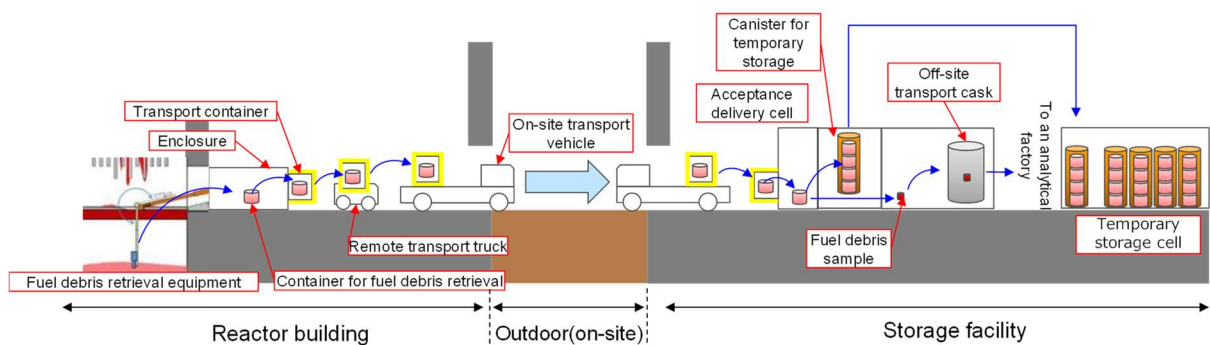 Canister for
temporary
storage
Off-site
transport cask
Acceptance
delivery cell
Transport container
Enclosure
On-site transport
vehicle
To an analytical
factory
Remote transport truck
Fuel debris
sample
Temporary
storage cell
Fuel debris retrieval equipment
Container for fuel debris retrieval
Reactor building
Outdoor(on-site)
Storage facility